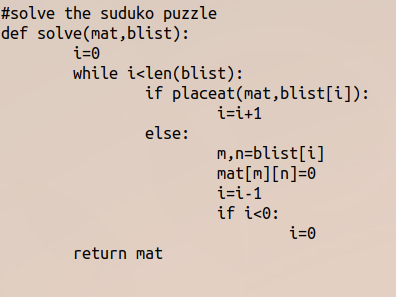 #solve the suduko puzzle
def solve(mat,blist):
        i=0
        while i<len(blist):
                if placeat(mat,blist[i]):
                        i=i+1
                else:
                        m,n=blist[i]
                        mat[m][n]=0
                        i=i-1
                        if i<0:
                                i=0
        return mat